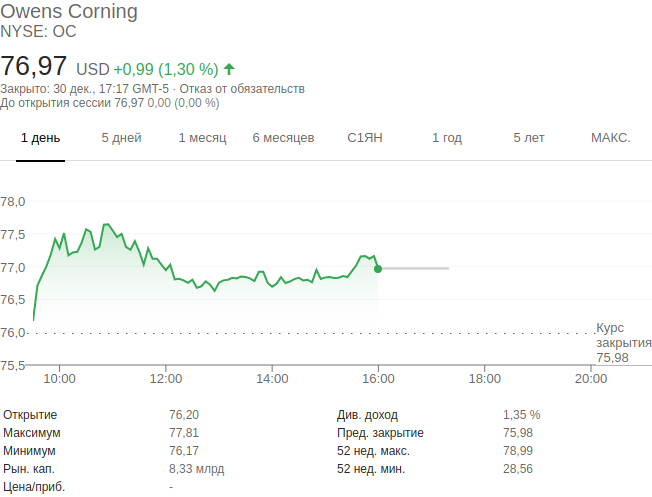 Owens Corning
NYSE: OC
76,97 USD +0,99 (1,30 %)
Закрыто: 30 дек., 17:17 GMT-5 · Отказ от обязательств
До открытия сессии 76,97 0,00 (0,00 %)
1 день 5 дней 1 месяц 6 месяцев С1ЯН 1 год 5 лет МАКС.
78,0
77,5
77,0
76,5
76,0
75,5
Курс
закрытия
75,98
10:00 12:00 14:00 16:00 18:00 20:00
Открытие 76,20 Див. доход 1,35 %
Максимум 77,81 Пред. закрытие 75,98
Минимум 76,17 52 нед. макс. 78,99
Рын. кап. 8,33 млрд 52 нед. мин. 28,56
Цена/приб. -